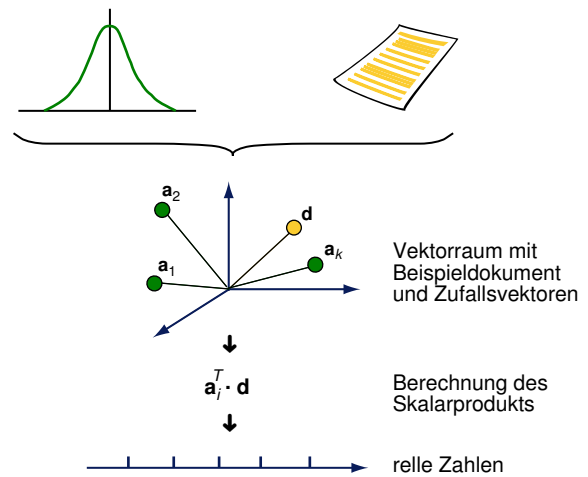 a₂
d
aₖ
a₁
Vektorraum mit
Beispieldokument
und Zufallsvektoren
aᵢᵀ · d
Berechnung des
Skalarprodukts
relle Zahlen